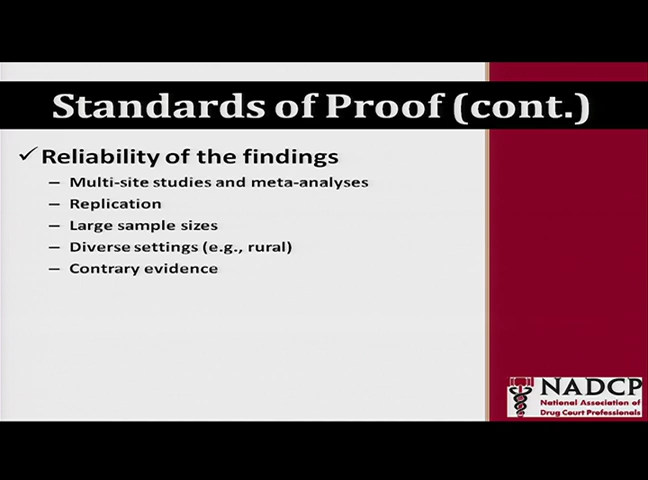 Standards of Proof (cont.)
✓ Reliability of the findings
– Multi-site studies and meta-analyses
– Replication
– Large sample sizes
– Diverse settings (e.g., rural)
– Contrary evidence
NADCP
National Association of
Drug Court Professionals